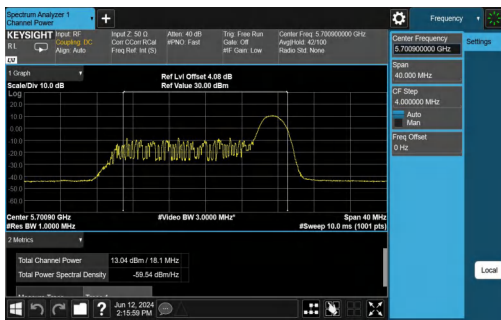 Spectrum Analyzer 1
Channel Power
Frequency
KEYSIGHT
RL
Input: RF
Coupling: DC
Align: Auto
Input Z: 50 Ω
Corr CCorr RCal
Freq Ref: Int (S)
Atten: 40 dB
#PNO: Fast
Trig: Free Run
Gate: Off
#IF Gain: Low
Center Freq: 5.700900000 GHz
Avg|Hold: 42/100
Radio Std: None
Center Frequency
5.700900000 GHz
Settings
Span
40.000 MHz
CF Step
4.000000 MHz
Auto
Man
Freq Offset
0 Hz
1 Graph
Scale/Div 10.0 dB
Ref Lvl Offset 4.08 dB
Ref Value 30.00 dBm
Log
20.0
10.0
0.00
-10.0
-20.0
-30.0
-40.0
-50.0
-60.0
Center 5.70090 GHz
#Video BW 3.0000 MHz*
Span 40 MHz
#Res BW 1.0000 MHz
#Sweep 10.0 ms (1001 pts)
2 Metrics
Total Channel Power
13.04 dBm / 18.1 MHz
Total Power Spectral Density
-59.54 dBm/Hz
Local
?
Jun 12, 2024
2:15:59 PM